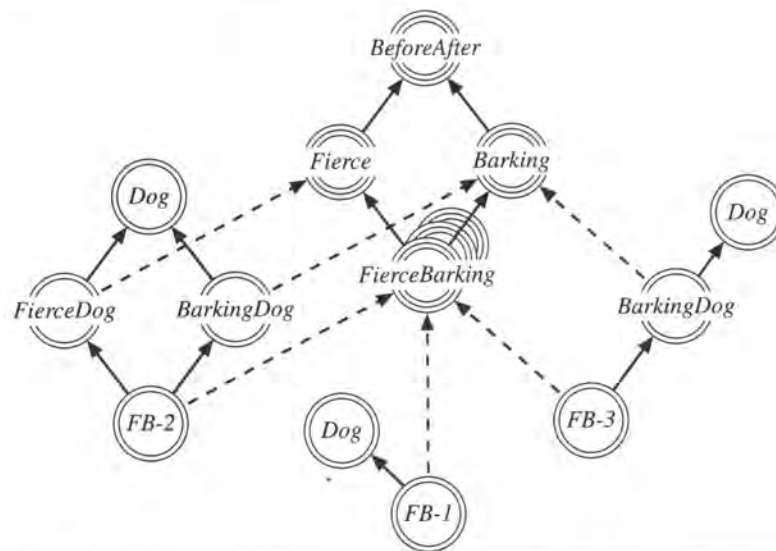 BeforeAfter
Fierce
Barking
Dog
Dog
FierceBarking
FierceDog
BarkingDog
BarkingDog
FB-2
Dog
FB-3
FB-1